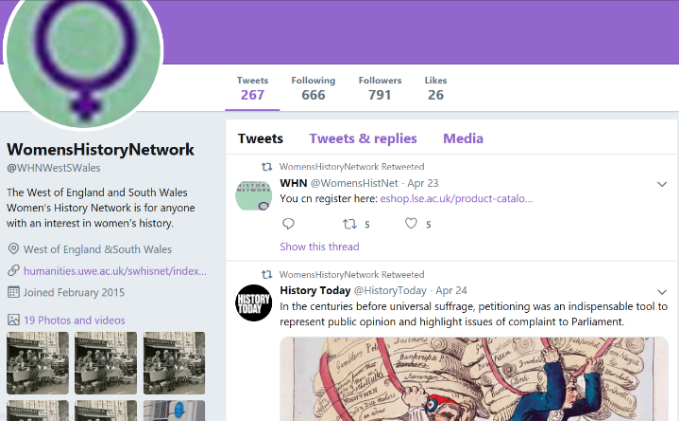 Tweets Following Followers Likes
267 666 791 26
WomensHistoryNetwork
@WHNWestSWales
The West of England and South Wales
Women's History Network is for anyone
with an interest in women's history.
West of England &South Wales
humanities.uwe.ac.uk/swhisnet/index...
Joined February 2015
19 Photos and videos
Tweets Tweets & replies Media
WomensHistoryNetwork Retweeted
HISTORY
NETWORK
WHN @WomensHistNet · Apr 23
You cn register here: eshop.lse.ac.uk/product-catalo...
5 5
Show this thread
WomensHistoryNetwork Retweeted
HISTORY
TODAY
History Today @HistoryToday · Apr 24
In the centuries before universal suffrage, petitioning was an indispensable tool to
represent public opinion and highlight issues of complaint to Parliament.